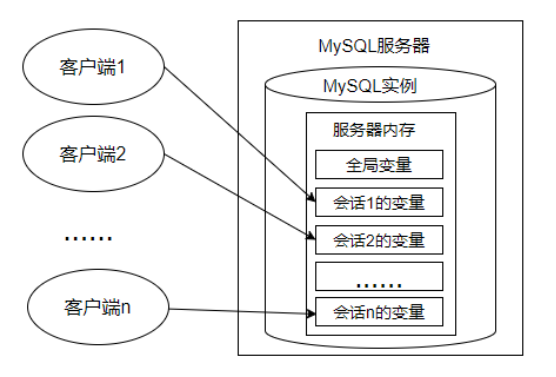 客户端1
客户端2
......
客户端n
MySQL服务器
MySQL实例
服务器内存
全局变量
会话1的变量
会话2的变量
......
会话n的变量